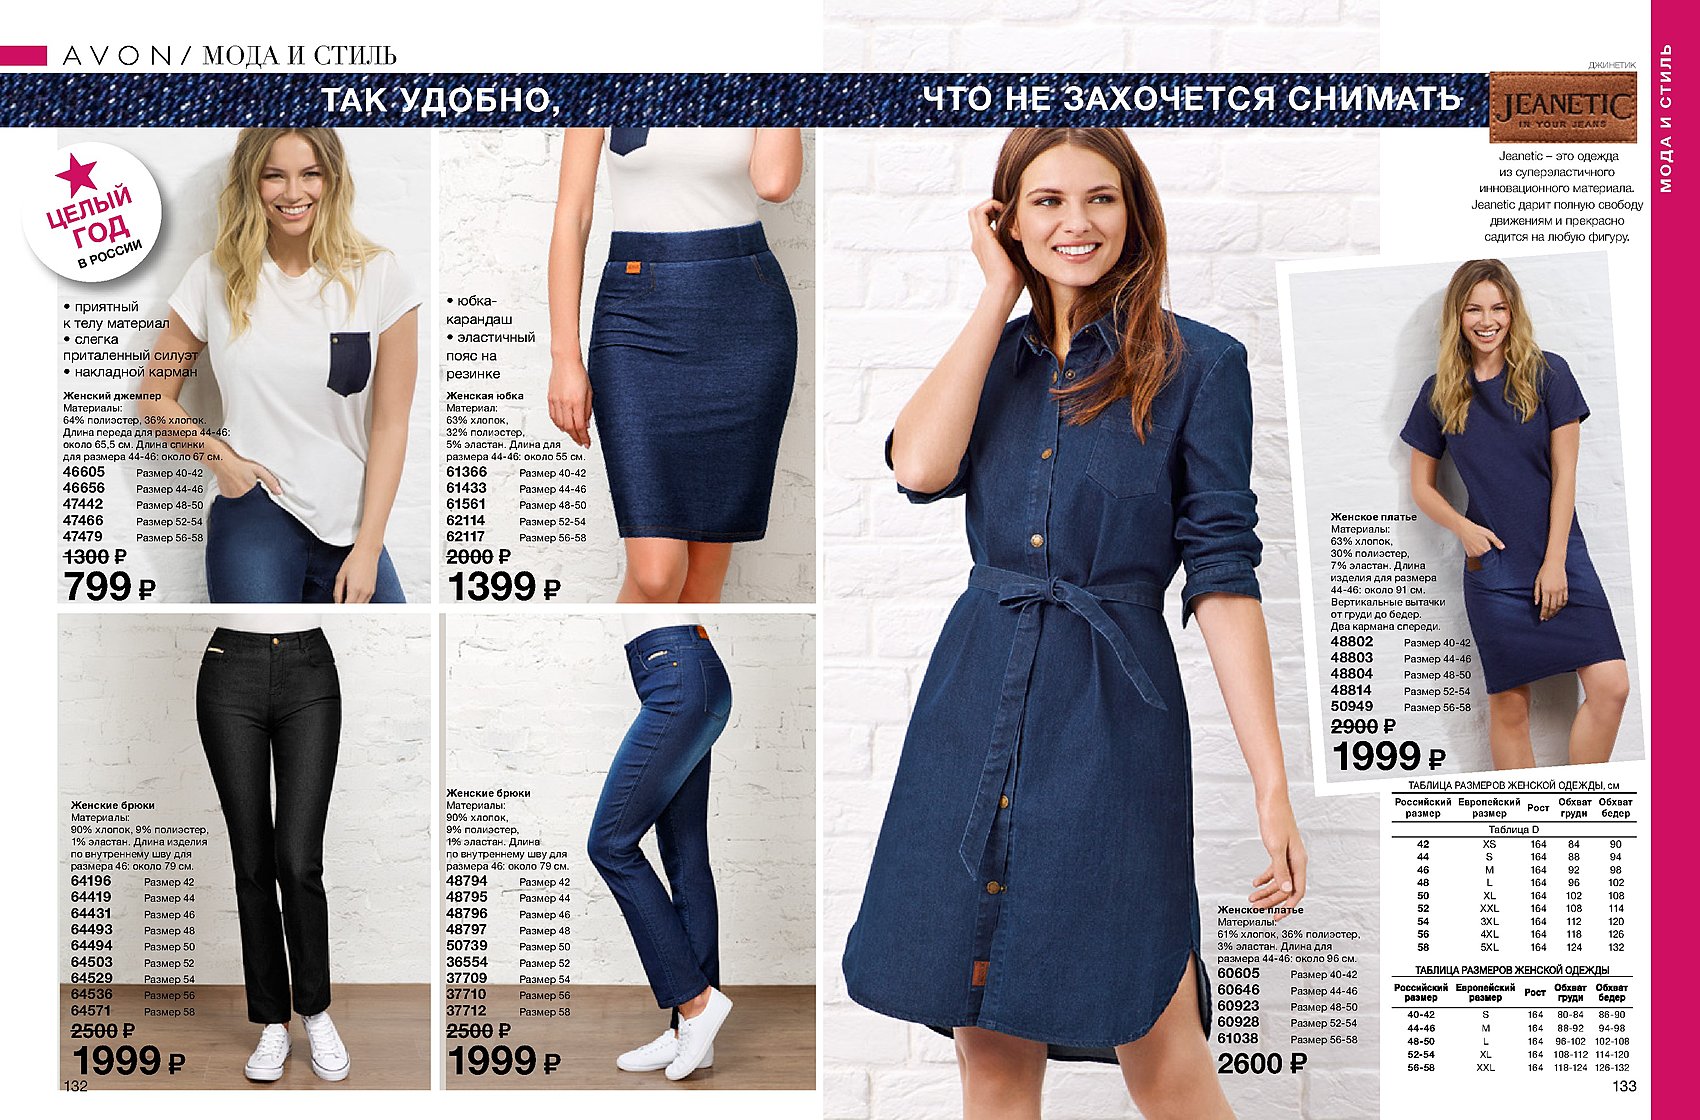 AVON / МОДА И СТИЛЬ
ТАК УДОБНО,
ЧТО НЕ ЗАХОЧЕТСЯ СНИМАТЬ
ДЖИНЕТИК
JEANETIC
IN YOUR JEANS
МОДА И СТИЛЬ
Jeanetic – это одежда
из суперэластичного
инновационного материала.
Jeanetic дарит полную свободу
движениям и прекрасно
садится на любую фигуру.
ЦЕЛЫЙ
ГОД
В РОССИИ
• приятный
к телу материал
• слегка
приталенный силуэт
• накладной карман
Женский джемпер
Материалы:
64% полиэстер, 36% хлопок.
Длина переда для размера 44-46:
около 65,5 см. Длина спинки
для размера 44-46: около 67 см.
46605 Размер 40-42
46656 Размер 44-46
47442 Размер 48-50
47466 Размер 52-54
47479 Размер 56-58
1300 ₽
799 ₽
• юбка-
карандаш
• эластичный
пояс на
резинке
Женская юбка
Материал:
63% хлопок,
32% полиэстер,
5% эластан. Длина для
размера 44-46: около 55 см.
61366 Размер 40-42
61433 Размер 44-46
61561 Размер 48-50
62114 Размер 52-54
62117 Размер 56-58
2000 ₽
1399 ₽
Женские брюки
Материалы:
90% хлопок, 9% полиэстер,
1% эластан. Длина изделия
по внутреннему шву для
размера 46: около 79 см.
64196 Размер 42
64419 Размер 44
64431 Размер 46
64493 Размер 48
64494 Размер 50
64503 Размер 52
64529 Размер 54
64536 Размер 56
64571 Размер 58
2500 ₽
1999 ₽
132
Женские брюки
Материалы:
90% хлопок,
9% полиэстер,
1% эластан. Длина
по внутреннему шву для
размера 46: около 79 см.
48794 Размер 42
48795 Размер 44
48796 Размер 46
48797 Размер 48
50739 Размер 50
36554 Размер 52
37709 Размер 54
37710 Размер 56
37712 Размер 58
2500 ₽
1999 ₽
Женское платье
Материалы:
61% хлопок, 36% полиэстер,
3% эластан. Длина для
размера 44-46: около 96 см.
60605 Размер 40-42
60646 Размер 44-46
60923 Размер 48-50
60928 Размер 52-54
61038 Размер 56-58
2600 ₽
Женское платье
Материалы:
63% хлопок,
30% полиэстер,
7% эластан. Длина
изделия для размера
44-46: около 91 см.
Вертикальные вытачки
от груди до бедер.
Два кармана спереди.
48802 Размер 40-42
48803 Размер 44-46
48804 Размер 48-50
48814 Размер 52-54
50949 Размер 56-58
2900 ₽
1999 ₽
ТАБЛИЦА РАЗМЕРОВ ЖЕНСКОЙ ОДЕЖДЫ, см
Российский размер Европейский размер Рост Обхват груди Обхват бедер
Таблица D
42 XS 164 84 90
44 S 164 88 94
46 M 164 92 98
48 L 164 96 102
50 XL 164 102 108
52 XXL 164 108 114
54 3XL 164 112 120
56 4XL 164 118 126
58 5XL 164 124 132
ТАБЛИЦА РАЗМЕРОВ ЖЕНСКОЙ ОДЕЖДЫ
Российский размер Европейский размер Рост Обхват груди Обхват бедер
40-42 S 164 80-84 86-90
44-46 M 164 88-92 94-98
48-50 L 164 96-102 102-108
52-54 XL 164 108-112 114-120
56-58 XXL 164 118-124 126-132
133